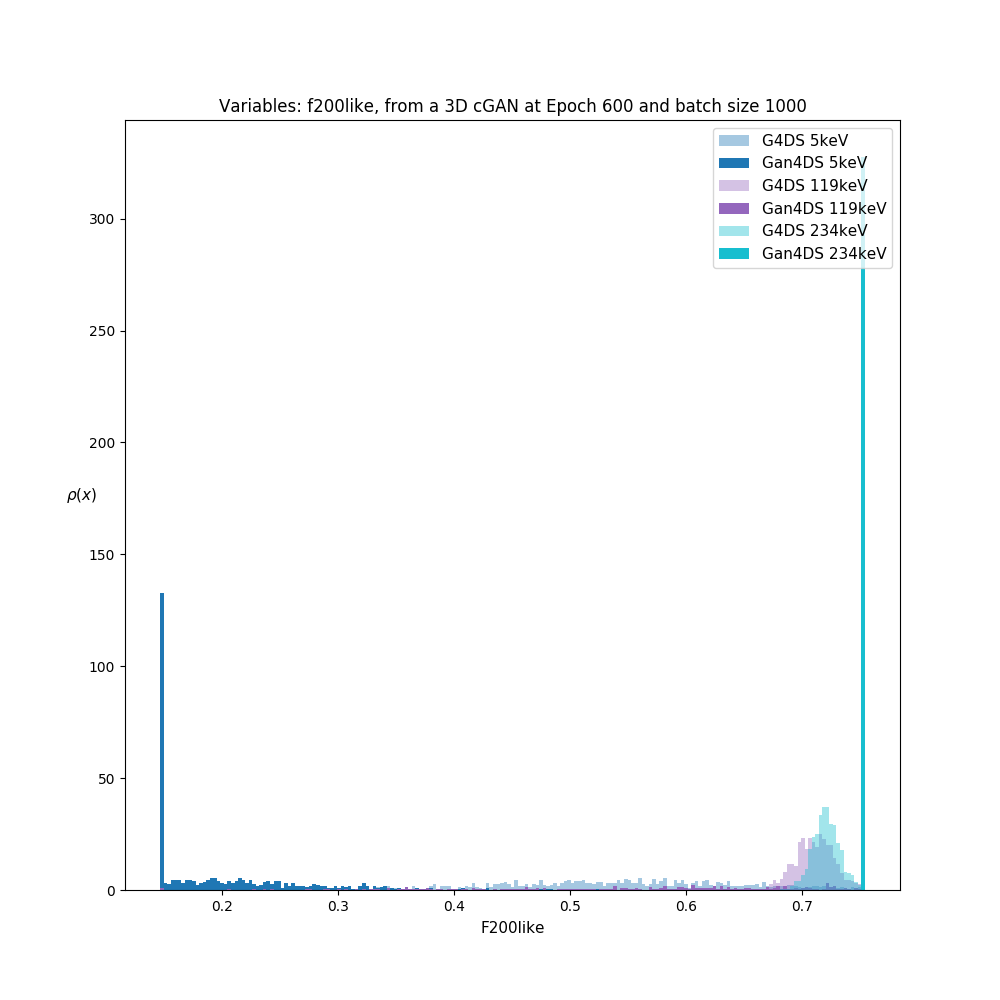 Variables: f200like, from a 3D cGAN at Epoch 600 and batch size 1000
G4DS 5keV
Gan4DS 5keV
G4DS 119keV
Gan4DS 119keV
G4DS 234keV
Gan4DS 234keV
300
250
200
150
100
50
0
ρ(x)
0.2 0.3 0.4 0.5 0.6 0.7
F200like